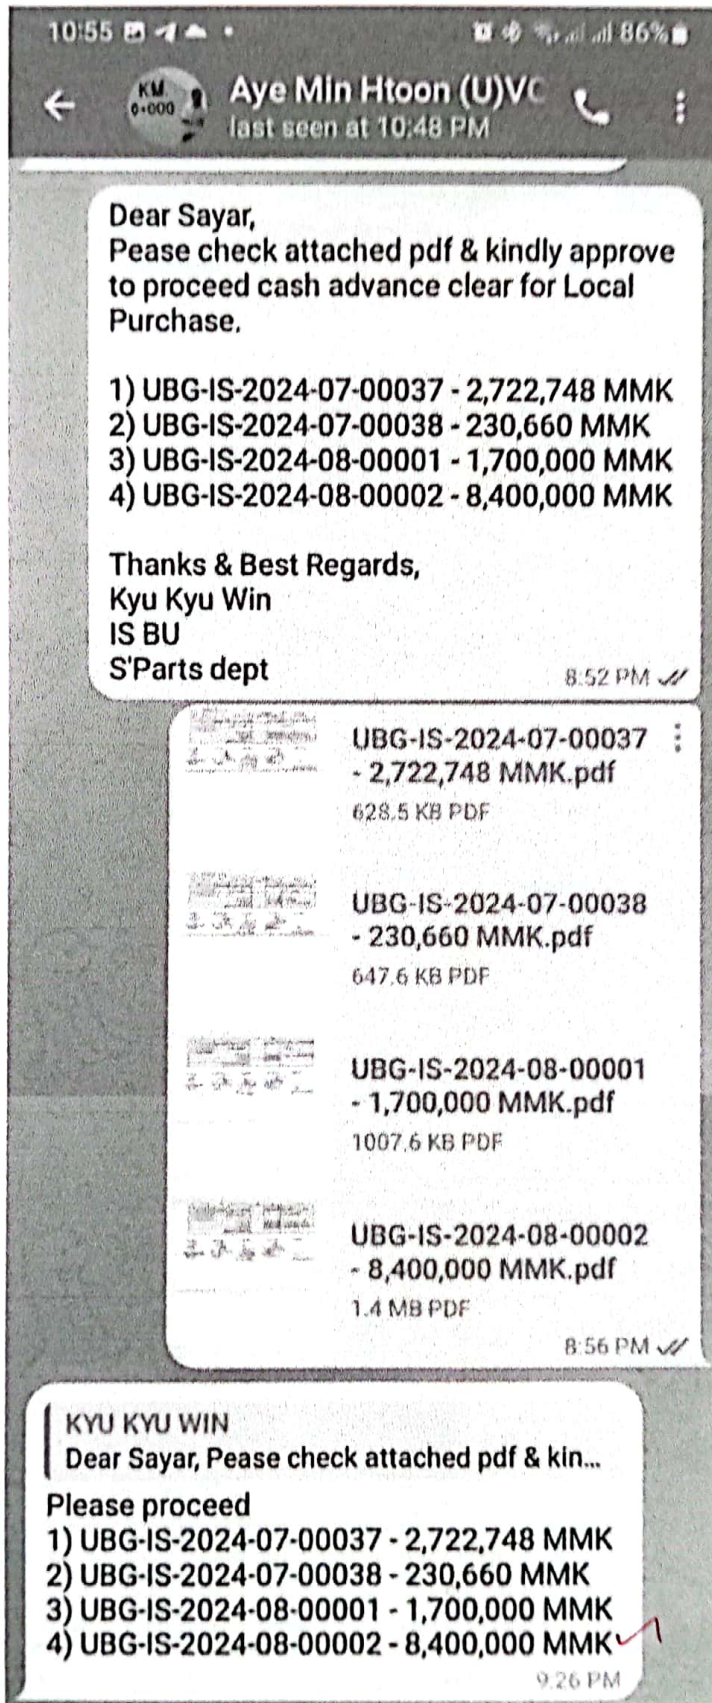 10:55
86%
KM
0+000
Aye Min Htoon (U)VC
last seen at 10:48 PM
Dear Sayar,
Pease check attached pdf & kindly approve
to proceed cash advance clear for Local
Purchase.
1) UBG-IS-2024-07-00037 - 2,722,748 MMK
2) UBG-IS-2024-07-00038 - 230,660 MMK
3) UBG-IS-2024-08-00001 - 1,700,000 MMK
4) UBG-IS-2024-08-00002 - 8,400,000 MMK
Thanks & Best Regards,
Kyu Kyu Win
IS BU
S'Parts dept
8:52 PM
UBG-IS-2024-07-00037
- 2,722,748 MMK.pdf
628.5 KB PDF
UBG-IS-2024-07-00038
- 230,660 MMK.pdf
647.6 KB PDF
UBG-IS-2024-08-00001
- 1,700,000 MMK.pdf
1007.6 KB PDF
UBG-IS-2024-08-00002
- 8,400,000 MMK.pdf
1.4 MB PDF
8:56 PM
KYU KYU WIN
Dear Sayar, Pease check attached pdf & kin...
Please proceed
1) UBG-IS-2024-07-00037 - 2,722,748 MMK
2) UBG-IS-2024-07-00038 - 230,660 MMK
3) UBG-IS-2024-08-00001 - 1,700,000 MMK
4) UBG-IS-2024-08-00002 - 8,400,000 MMK
9:26 PM